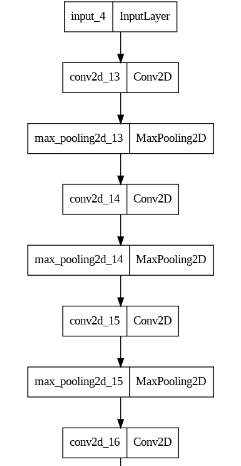 input_4 InputLayer
conv2d_13 Conv2D
max_pooling2d_13 MaxPooling2D
conv2d_14 Conv2D
max_pooling2d_14 MaxPooling2D
conv2d_15 Conv2D
max_pooling2d_15 MaxPooling2D
conv2d_16 Conv2D